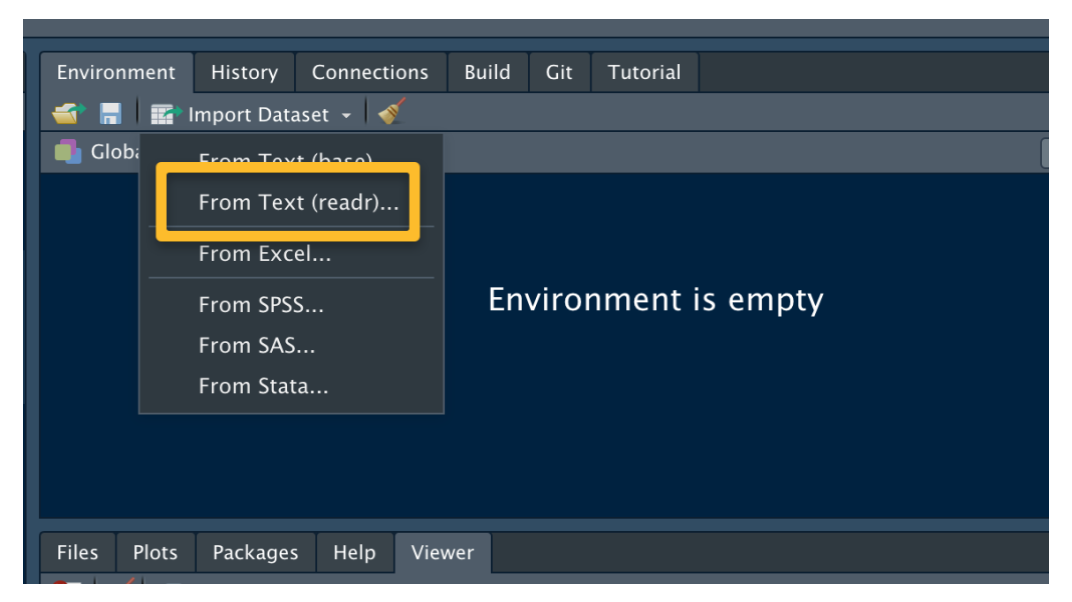 Environment History Connections Build Git Tutorial
Import Dataset
Globa
From Text (base)
From Text (readr)...
From Excel...
From SPSS...
From SAS...
From Stata...
Environment is empty
Files Plots Packages Help Viewer